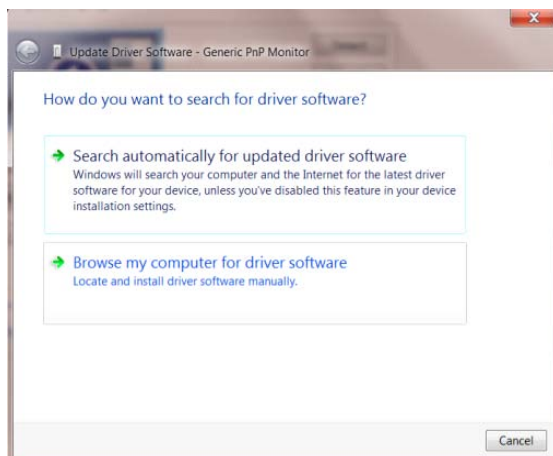 Update Driver Software - Generic PnP Monitor
How do you want to search for driver software?
Search automatically for updated driver software
Windows will search your computer and the Internet for the latest driver
software for your device, unless you've disabled this feature in your device
installation settings.
Browse my computer for driver software
Locate and install driver software manually.
Cancel